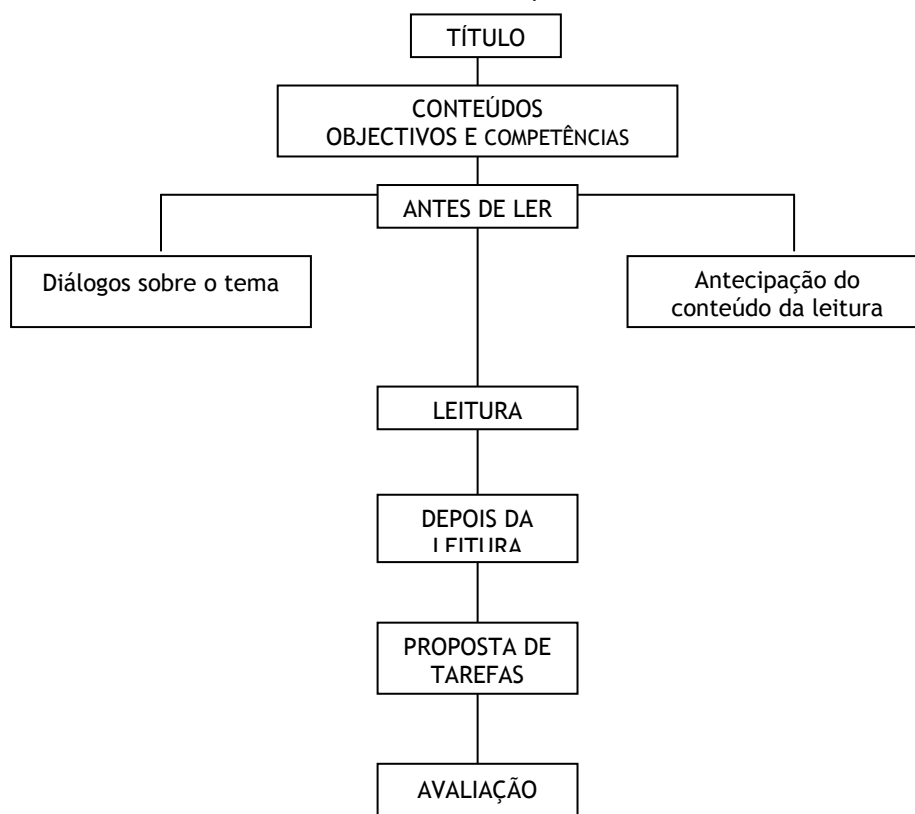 TÍTULO
CONTEÚDOS
OBJECTIVOS E COMPETÊNCIAS
ANTES DE LER
Diálogos sobre o tema
Antecipação do
conteúdo da leitura
LEITURA
DEPOIS DA
LEITURA
PROPOSTA DE
TAREFAS
AVALIAÇÃO